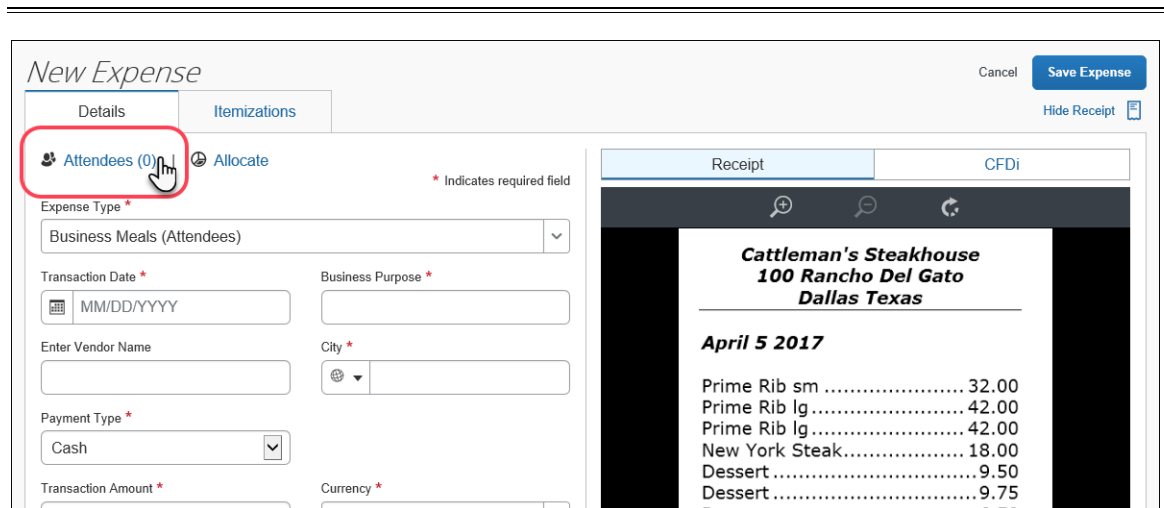 New Expense
Cancel
Save Expense
Details
Itemizations
Hide Receipt
Attendees (0)
|
Allocate
* Indicates required field
Receipt
CFDi
Expense Type *
Business Meals (Attendees)
Transaction Date *
Business Purpose *
MM/DD/YYYY
Enter Vendor Name
City *
Payment Type *
Cash
Transaction Amount *
Currency *
Cattleman's Steakhouse
100 Rancho Del Gato
Dallas Texas
April 5 2017
Prime Rib sm ...................... 32.00
Prime Rib lg........................ 42.00
Prime Rib lg........................ 42.00
New York Steak................... 18.00
Dessert ................................9.50
Dessert ................................9.75